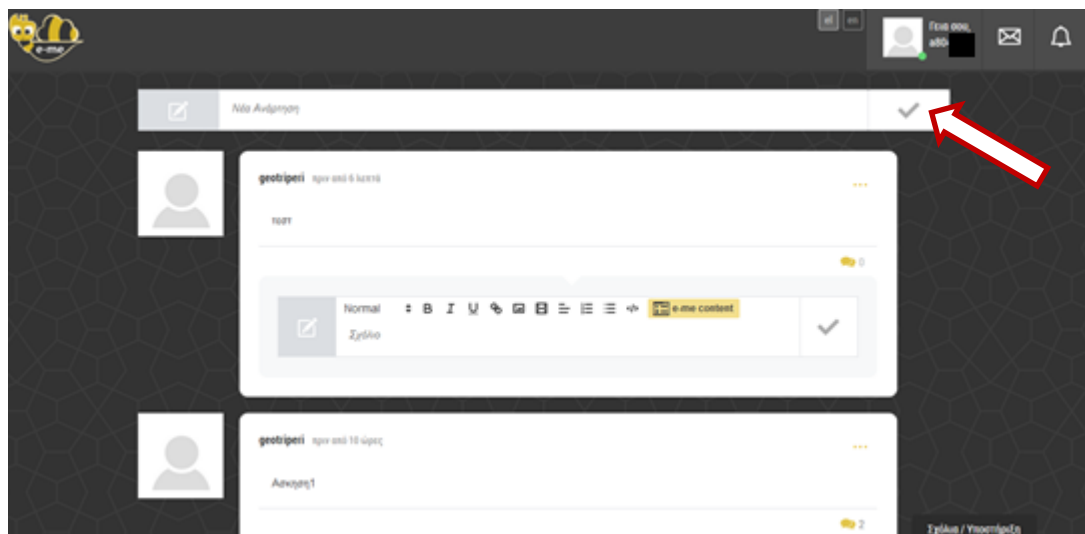 e-me
el en
Γεια σου,
a80
Νέα Ανάρτηση
geotriperi πριν από 6 λεπτά
τεστ
0
Normal B I U e-me content
Σχόλιο
geotriperi πριν από 10 ώρες
Ασκηση1
2
Σχόλια / Υποστήριξη